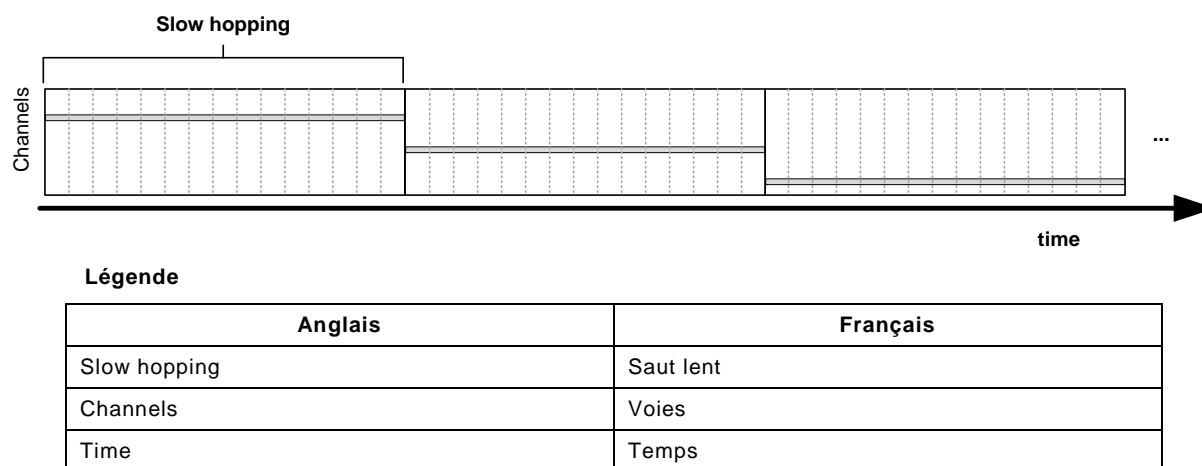 Slow hopping
Channels
...
time
Légende
Anglais Français
Slow hopping Saut lent
Channels Voies
Time Temps